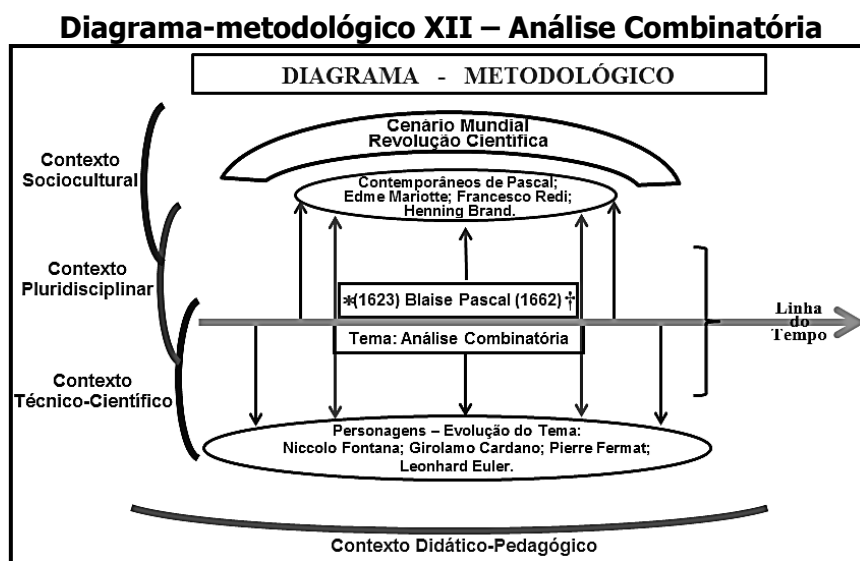 Diagrama-metodológico XII – Análise Combinatória
DIAGRAMA - METODOLÓGICO
Cenário Mundial
Revolução Científica
Contexto
Sociocultural
Contemporâneos de Pascal;
Edme Mariotte; Francesco Redi;
Henning Brand.
Contexto
Pluridisciplinar
*(1623) Blaise Pascal (1662) †
Tema: Análise Combinatória
Linha
do
Tempo
Contexto
Técnico-Científico
Personagens – Evolução do Tema:
Niccolo Fontana; Girolamo Cardano; Pierre Fermat;
Leonhard Euler.
Contexto Didático-Pedagógico